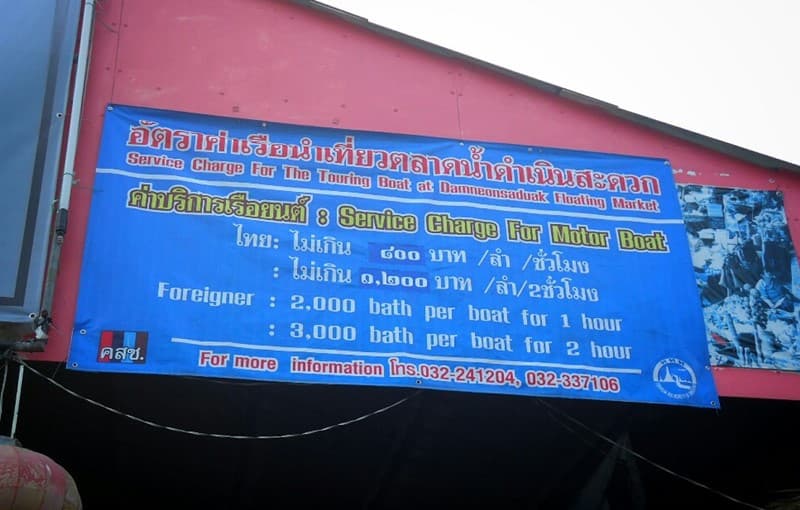 อัตราค่าเรือนำเที่ยวตลาดน้ำดำเนินสะดวก
Service Charge For The Touring Boat at Damneonsaduak Floating Market
ค่าบริการเรือยนต์ : Service Charge For Motor Boat
ไทย: ไม่เกิน ๘๐๐ บาท /ลำ /ชั่วโมง
: ไม่เกิน ๑,๒๐๐ บาท /ลำ/2ชั่วโมง
Foreigner : 2,000 bath per boat for 1 hour
: 3,000 bath per boat for 2 hour
คสช.
For more information โทร.032-241204, 032-337106